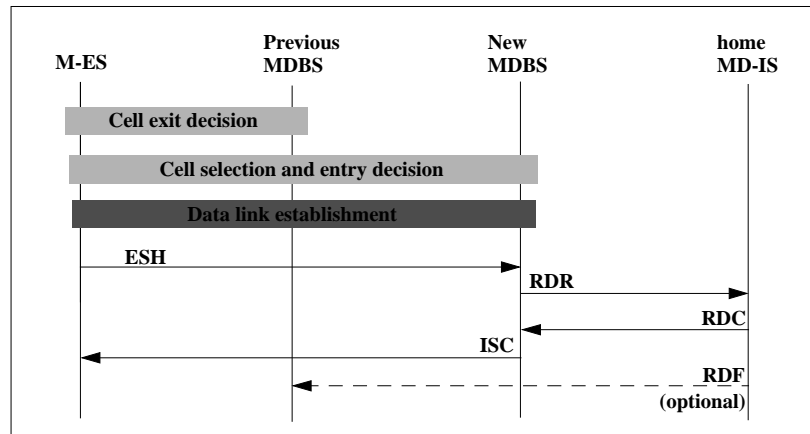 M-ES
Previous
MDBS
New
MDBS
home
MD-IS
Cell exit decision
Cell selection and entry decision
Data link establishment
ESH
RDR
RDC
ISC
RDF
(optional)